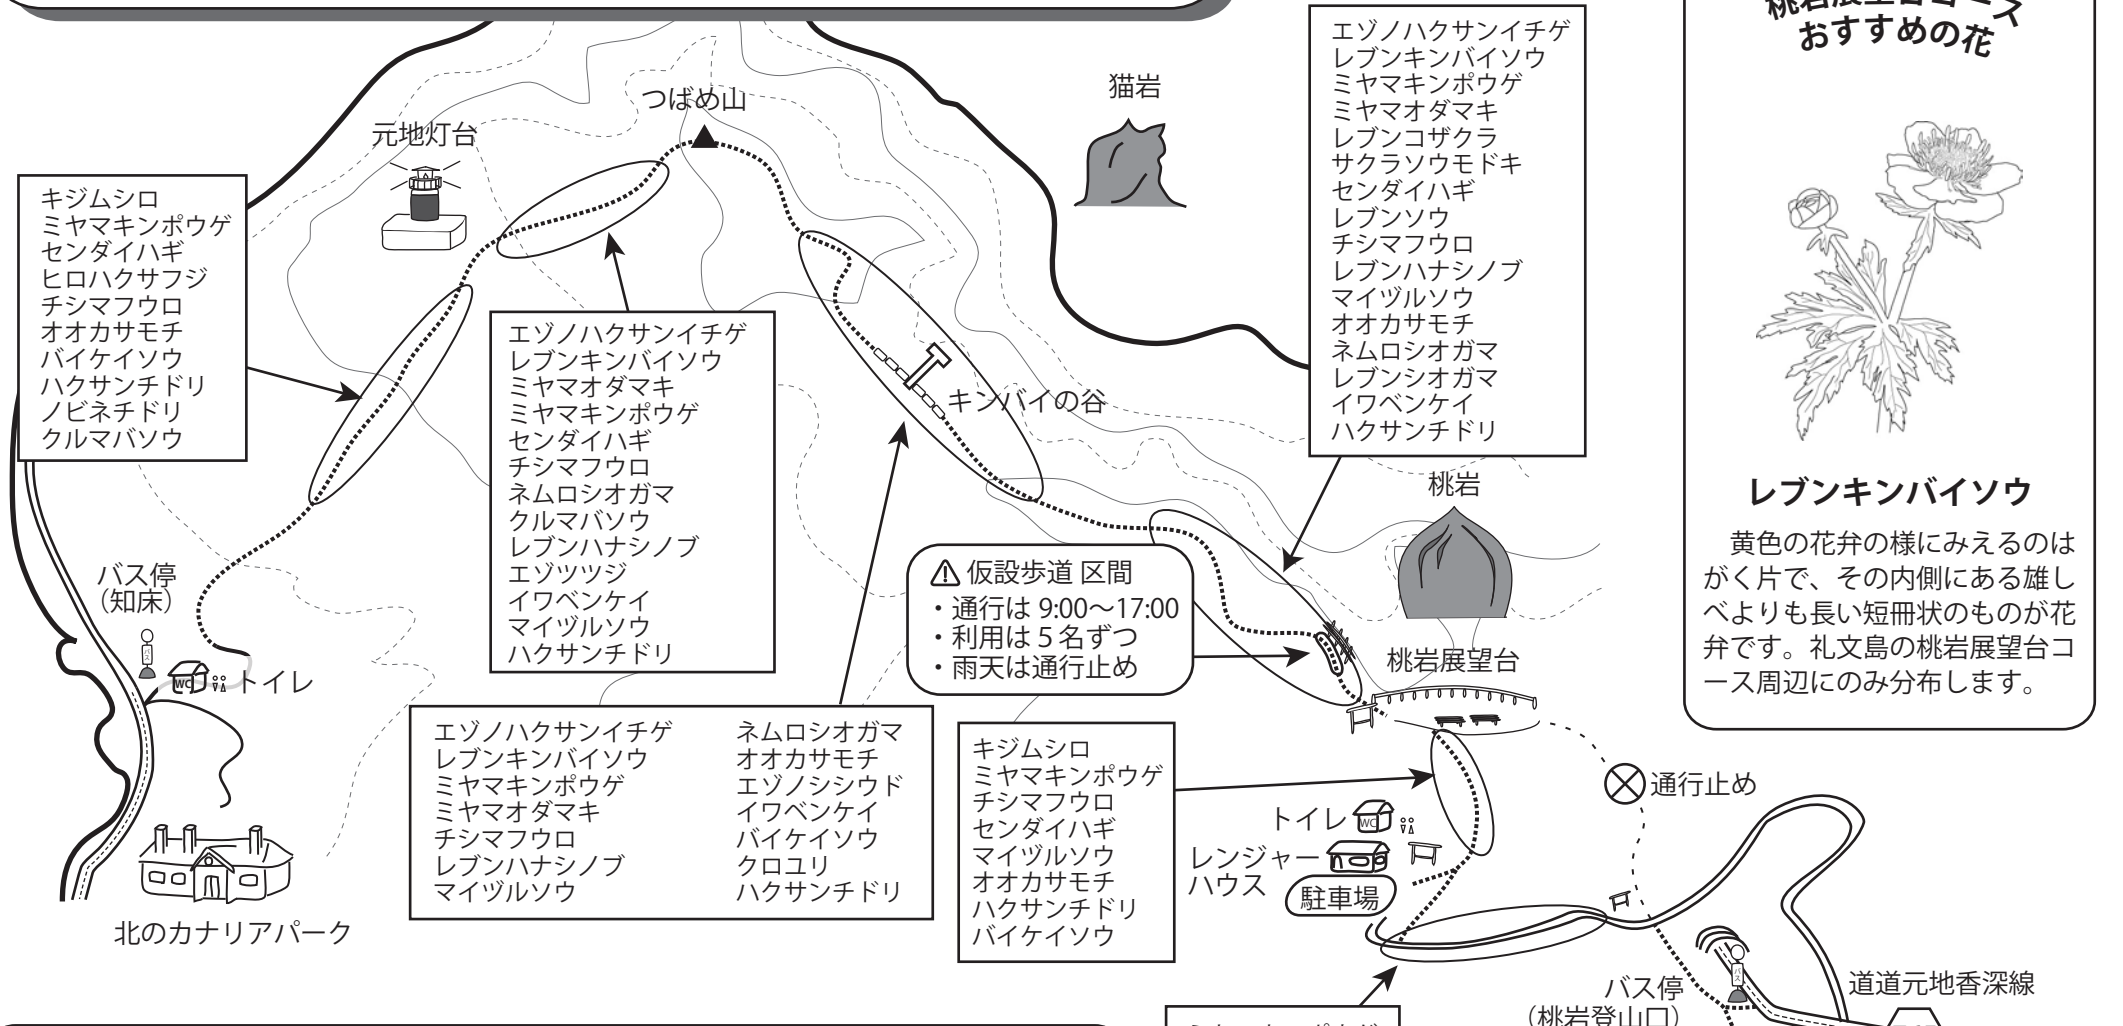 桃岩展望台コース
おすすめの花
レブンキンバイソウ
黄色の花弁の様にみえるのは
がく片で、その内側にある雄し
べよりも長い短冊状のものが花
弁です。礼文島の桃岩展望台コ
ース周辺にのみ分布します。
つばめ山
猫岩
元地灯台
エゾノハクサンイチゲ
レブンキンバイソウ
ミヤマキンポウゲ
ミヤマオダマキ
レブンコザクラ
サクラソウモドキ
センダイハギ
レブンソウ
チシマフウロ
レブンハナシノブ
マイヅルソウ
オオカサモチ
ネムロシオガマ
レブンシオガマ
イワベンケイ
ハクサンチドリ
キジムシロ
ミヤマキンポウゲ
センダイハギ
ヒロハクサフジ
チシマフウロ
オオカサモチ
バイケイソウ
ハクサンチドリ
ノビネチドリ
クルマバソウ
エゾノハクサンイチゲ
レブンキンバイソウ
ミヤマオダマキ
ミヤマキンポウゲ
センダイハギ
チシマフウロ
ネムロシオガマ
クルマバソウ
レブンハナシノブ
エゾツツジ
イワベンケイ
マイヅルソウ
ハクサンチドリ
キンバイの谷
桃岩
バス停
（知床）
バス
WC
トイレ
⚠ 仮設歩道 区間
・通行は 9:00～17:00
・利用は 5 名ずつ
・雨天は通行止め
桃岩展望台
エゾノハクサンイチゲ
レブンキンバイソウ
ミヤマキンポウゲ
ミヤマオダマキ
チシマフウロ
レブンハナシノブ
マイヅルソウ
ネムロシオガマ
オオカサモチ
エゾノシシウド
イワベンケイ
バイケイソウ
クロユリ
ハクサンチドリ
キジムシロ
ミヤマキンポウゲ
チシマフウロ
センダイハギ
マイヅルソウ
オオカサモチ
ハクサンチドリ
バイケイソウ
通行止め
トイレ
WC
レンジャー
ハウス
駐車場
北のカナリアパーク
バス
バス停
（桃岩登山口）
道道元地香深線